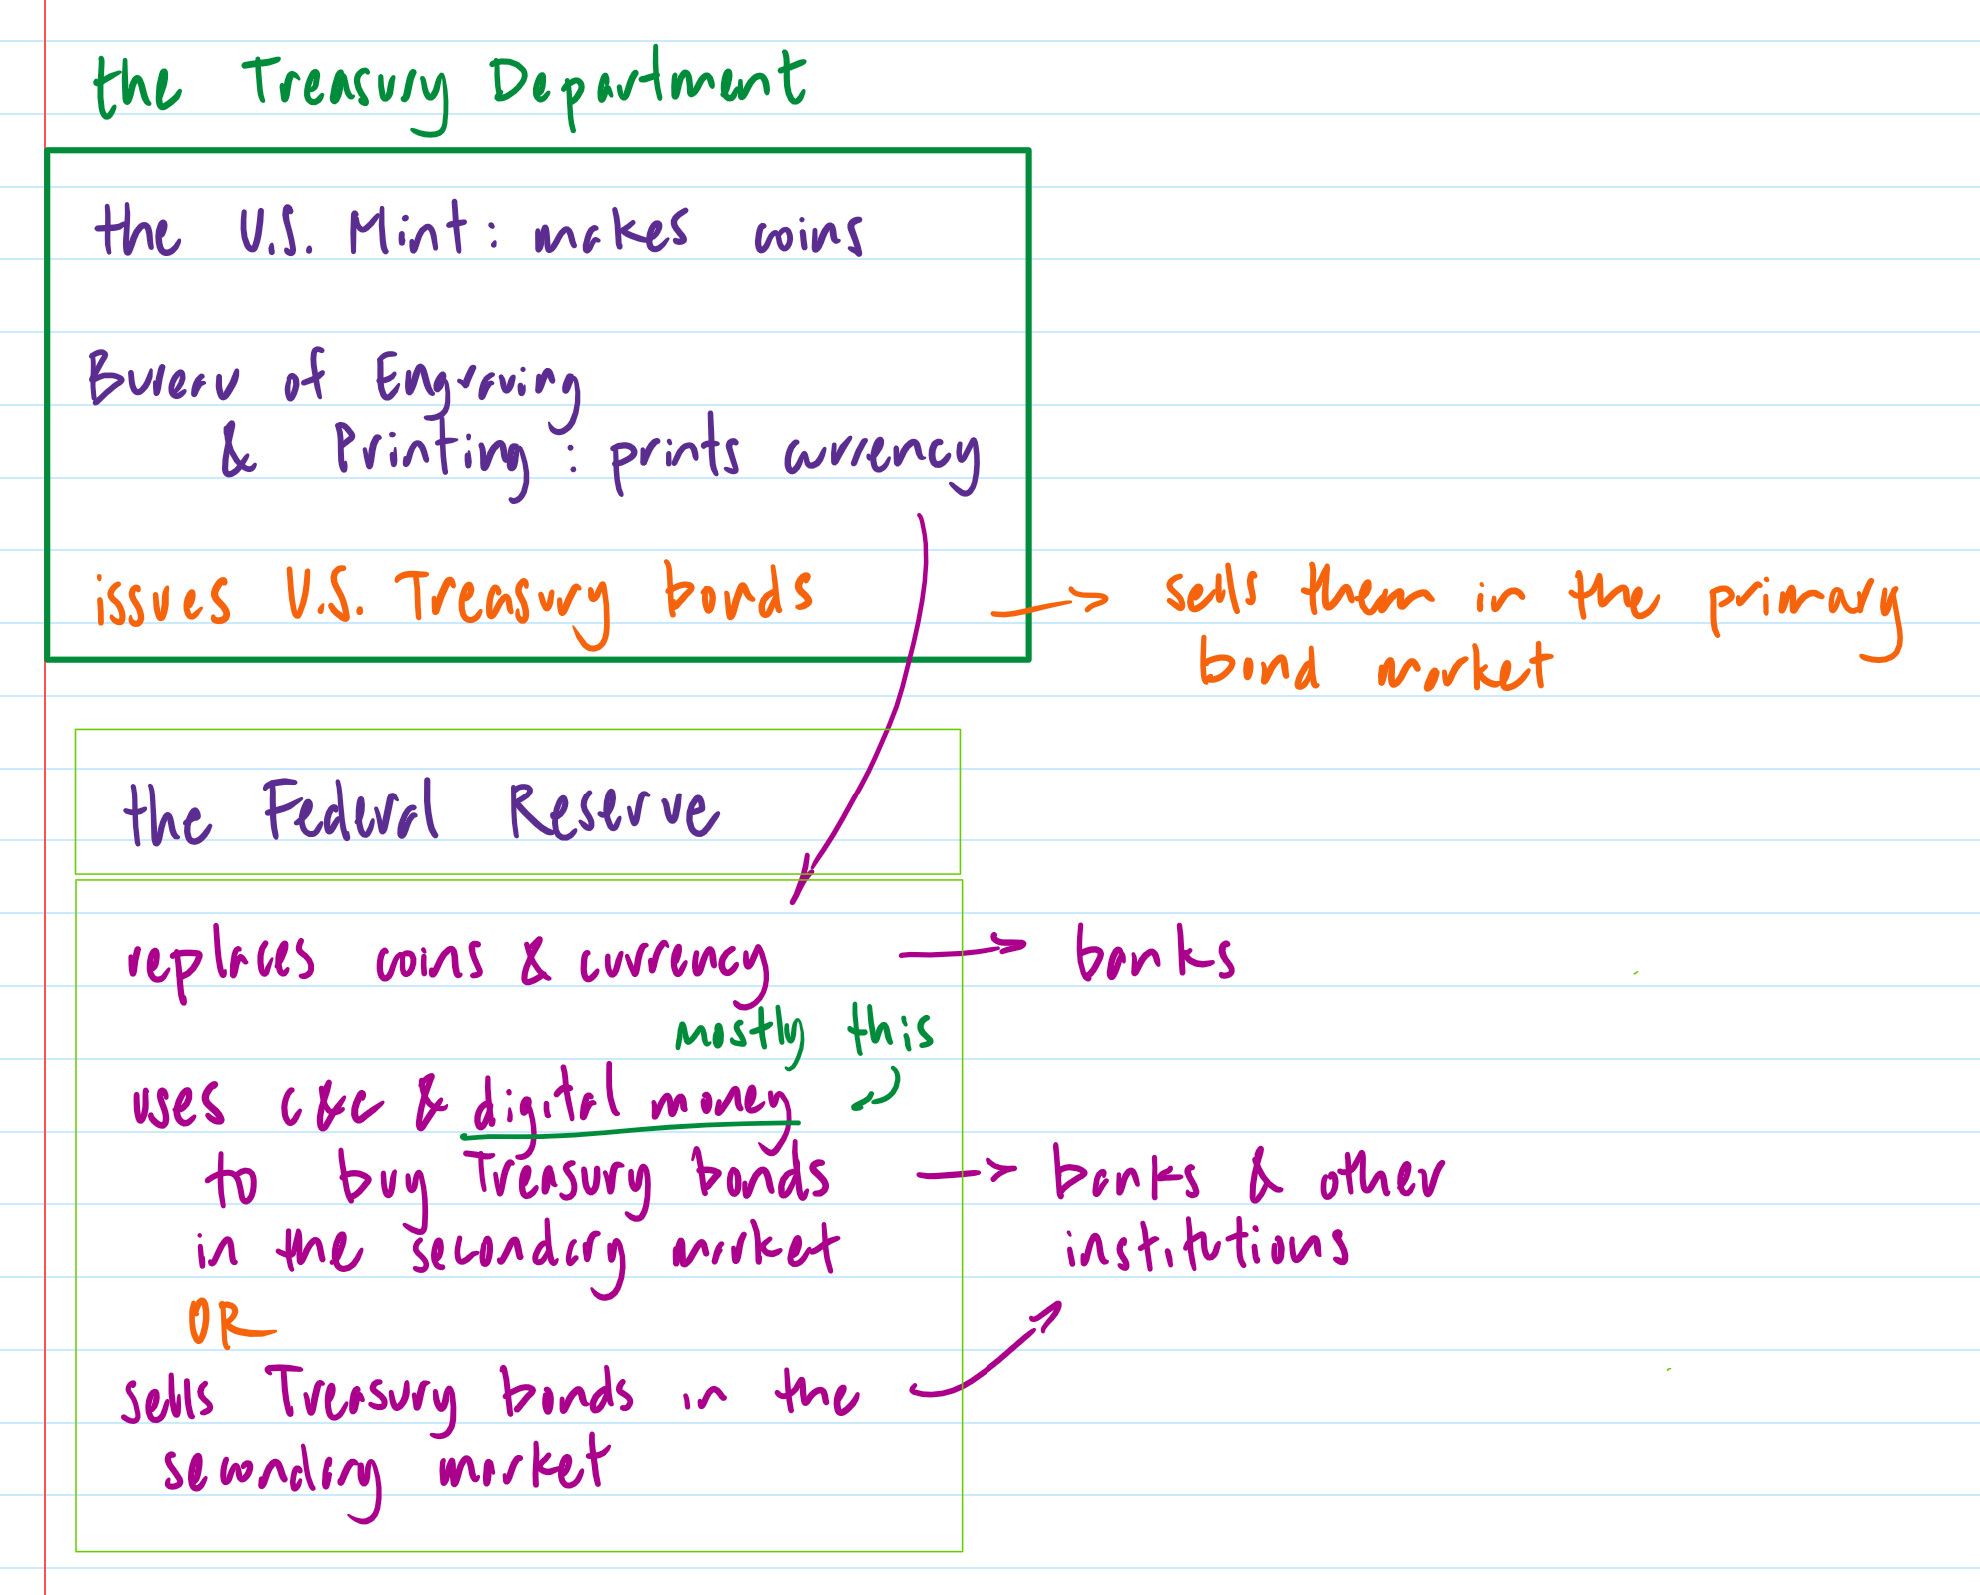 the Treasury Department
the U.S. Mint: makes coins
Bureau of Engraving
& Printing: prints currency
issues U.S. Treasury bonds → sells them in the primary
bond market
the Federal Reserve
replaces coins & currency → banks
mostly this
uses c&c & digital money
to buy Treasury bonds → banks & other
in the secondary market institutions
OR
sells Treasury bonds in the
secondary market